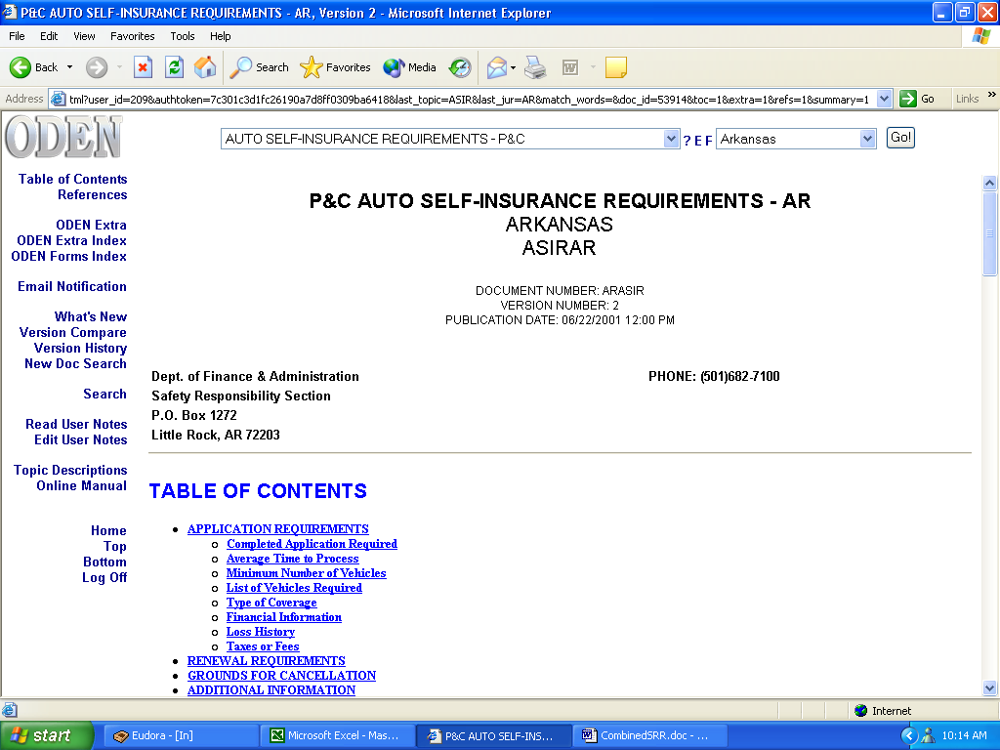 P&C AUTO SELF-INSURANCE REQUIREMENTS - AR, Version 2 - Microsoft Internet Explorer
File Edit View Favorites Tools Help
Back Search Favorites Media
Address tml?user_id=209&authtoken=7c301c3d1fc26190a7d8ff0309ba6418&last_topic=ASIR&last_jur=AR&match_words=&doc_id=53914&toc=1&extra=1&refs=1&summary=1 Go Links »
ODEN
AUTO SELF-INSURANCE REQUIREMENTS - P&C ? E F Arkansas Go!
Table of Contents
References
ODEN Extra
ODEN Extra Index
ODEN Forms Index
Email Notification
What's New
Version Compare
Version History
New Doc Search
Search
Read User Notes
Edit User Notes
Topic Descriptions
Online Manual
Home
Top
Bottom
Log Off
P&C AUTO SELF-INSURANCE REQUIREMENTS - AR
ARKANSAS
ASIRAR
DOCUMENT NUMBER: ARASIR
VERSION NUMBER: 2
PUBLICATION DATE: 06/22/2001 12:00 PM
Dept. of Finance & Administration PHONE: (501)682-7100
Safety Responsibility Section
P.O. Box 1272
Little Rock, AR 72203
TABLE OF CONTENTS
APPLICATION REQUIREMENTS
Completed Application Required
Average Time to Process
Minimum Number of Vehicles
List of Vehicles Required
Type of Coverage
Financial Information
Loss History
Taxes or Fees
RENEWAL REQUIREMENTS
GROUNDS FOR CANCELLATION
ADDITIONAL INFORMATION
Internet
start Eudora - [In] Microsoft Excel - Mas... P&C AUTO SELF-INS... CombinedSRR.doc - ... 10:14 AM